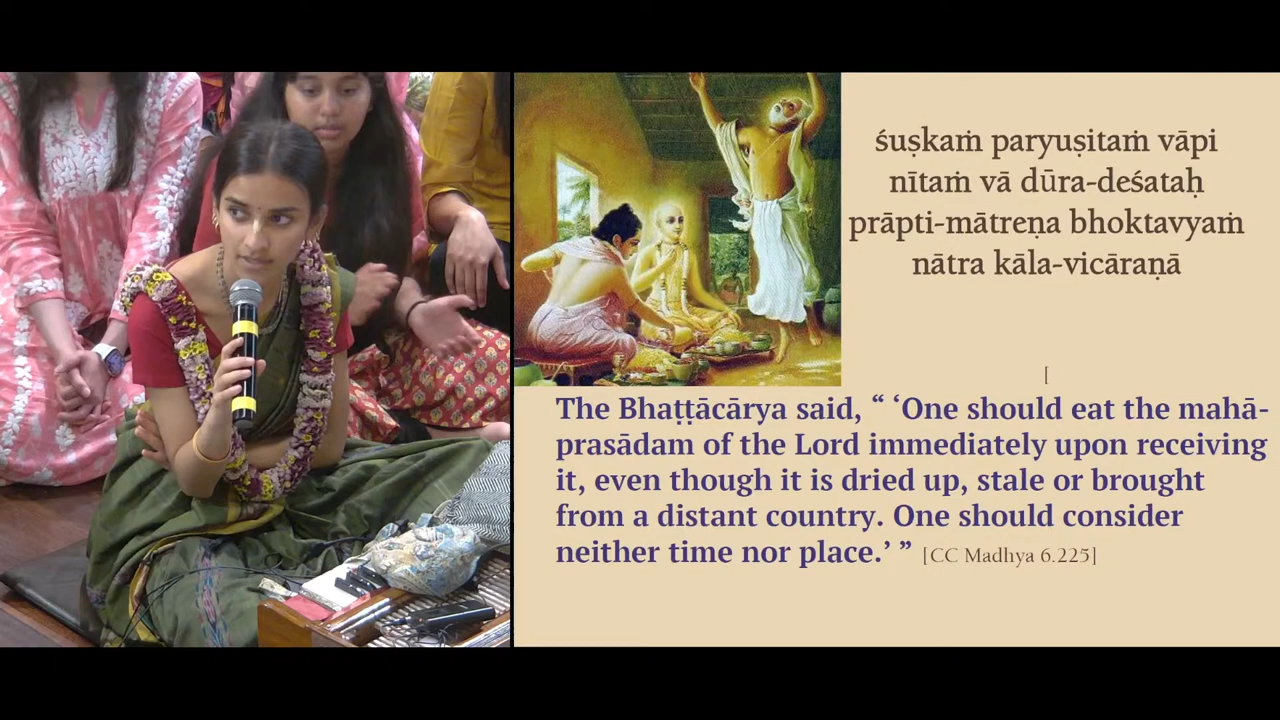 śuṣkaṁ paryuṣitaṁ vāpi
nītaṁ vā dūra-deśataḥ
prāpti-mātreṇa bhoktavyaṁ
nātra kāla-vicāraṇā
[
The Bhaṭṭācārya said, “ ‘One should eat the mahā-
prasādam of the Lord immediately upon receiving
it, even though it is dried up, stale or brought
from a distant country. One should consider
neither time nor place.’ ” [CC Madhya 6.225]